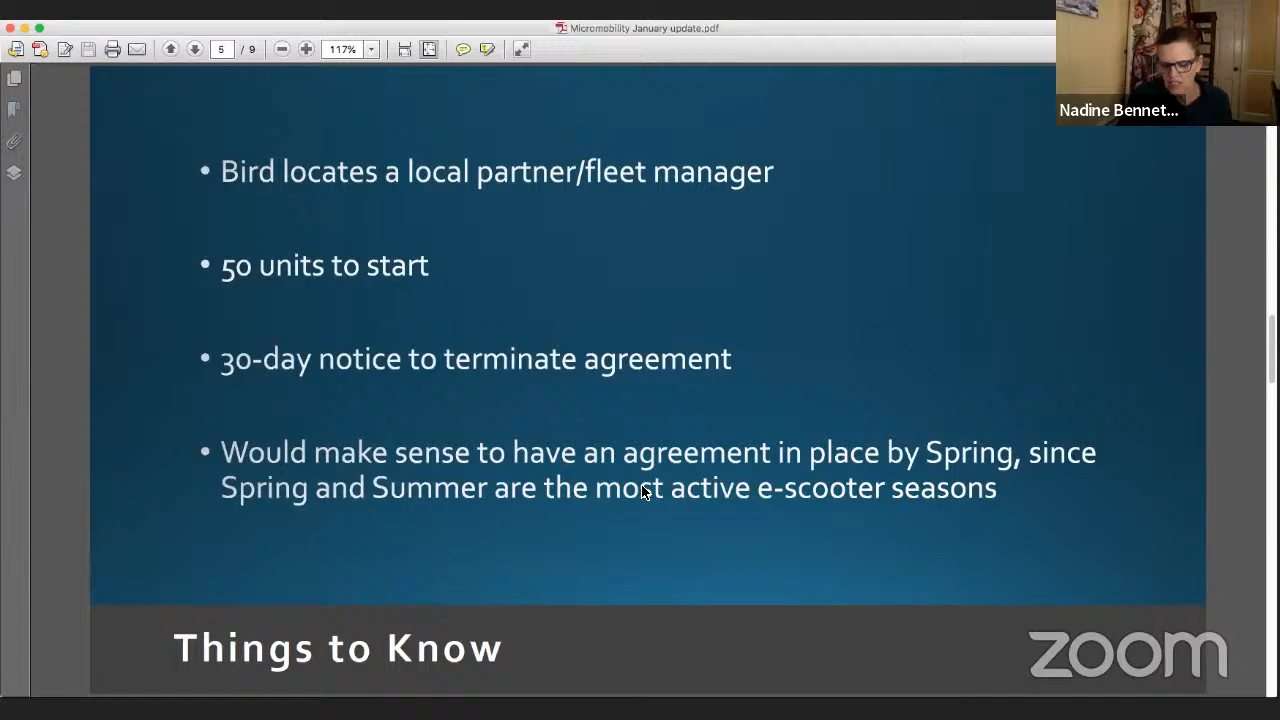 Micromobility January update.pdf
5 / 9 117%
Nadine Bennet...
• Bird locates a local partner/fleet manager
• 50 units to start
• 30-day notice to terminate agreement
• Would make sense to have an agreement in place by Spring, since
Spring and Summer are the most active e-scooter seasons
Things to Know
zoom